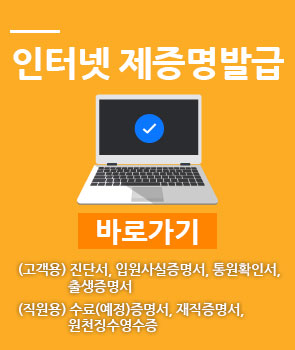 인터넷 제증명발급
바로가기
(고객용) 진단서, 입원사실증명서, 통원확인서,
출생증명서
(직원용) 수료(예정)증명서, 재직증명서,
원천징수영수증